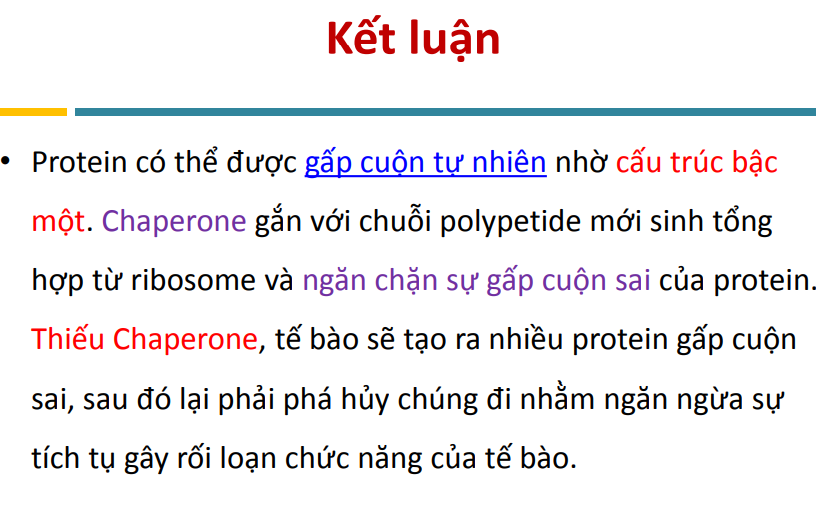 Kết luận
• Protein có thể được gấp cuộn tự nhiên nhờ cấu trúc bậc
một. Chaperone gắn với chuỗi polypetide mới sinh tổng
hợp từ ribosome và ngăn chặn sự gấp cuộn sai của protein.
Thiếu Chaperone, tế bào sẽ tạo ra nhiều protein gấp cuộn
sai, sau đó lại phải phá hủy chúng đi nhằm ngăn ngừa sự
tích tụ gây rối loạn chức năng của tế bào.